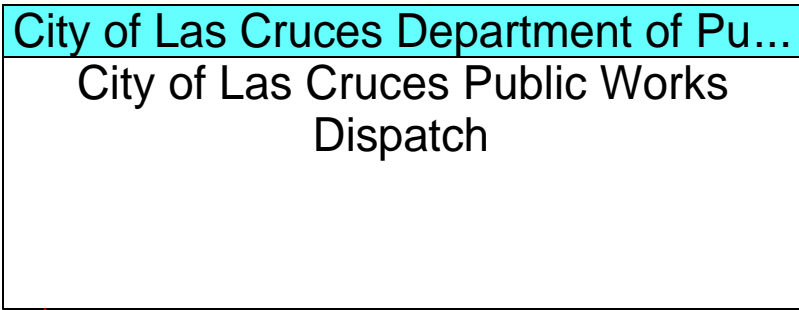 City of Las Cruces Department of Pu...
City of Las Cruces Public Works
Dispatch